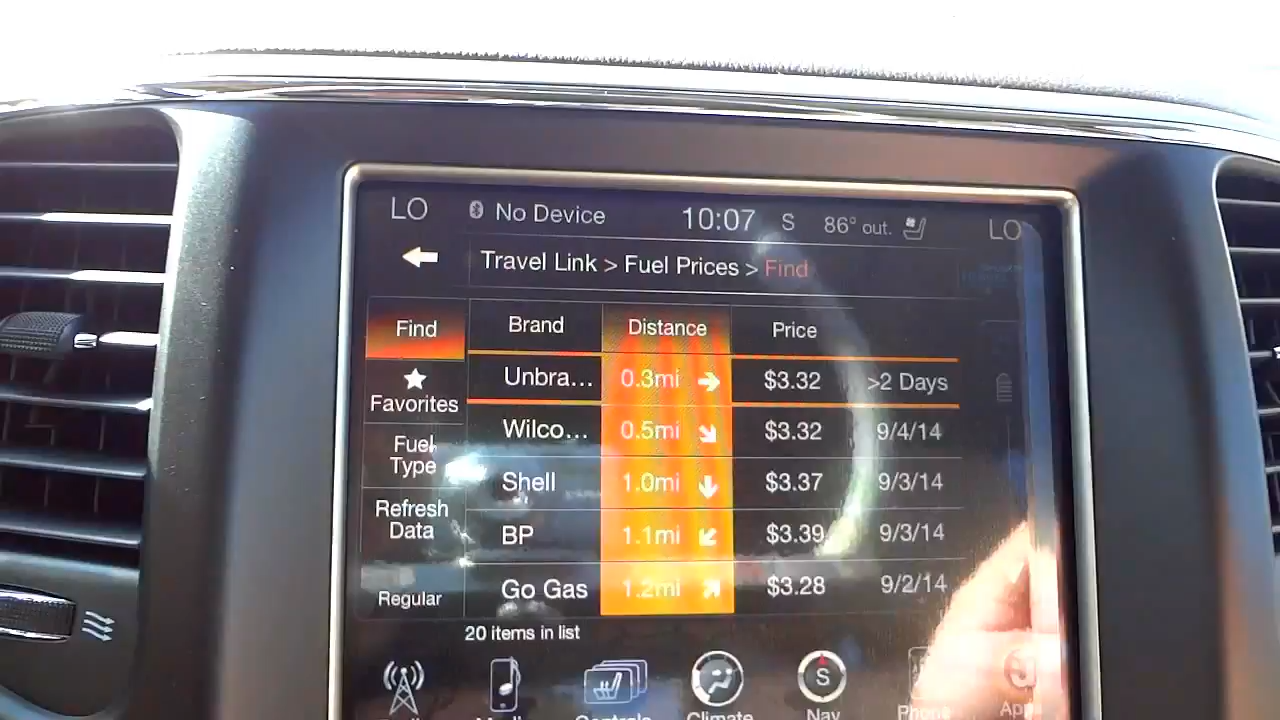 LO No Device 10:07 S 86° out. LO
Travel Link > Fuel Prices > Find
Find Brand Distance Price
Unbra... 0.3mi $3.32 >2 Days
Favorites
Wilco... 0.5mi $3.32 9/4/14
Fuel
Type
Shell 1.0mi $3.37 9/3/14
Refresh
Data
BP 1.1mi $3.39 9/3/14
Regular Go Gas 1.2mi $3.28 9/2/14
20 items in list
S
Controls Climate Nav Phone Apps